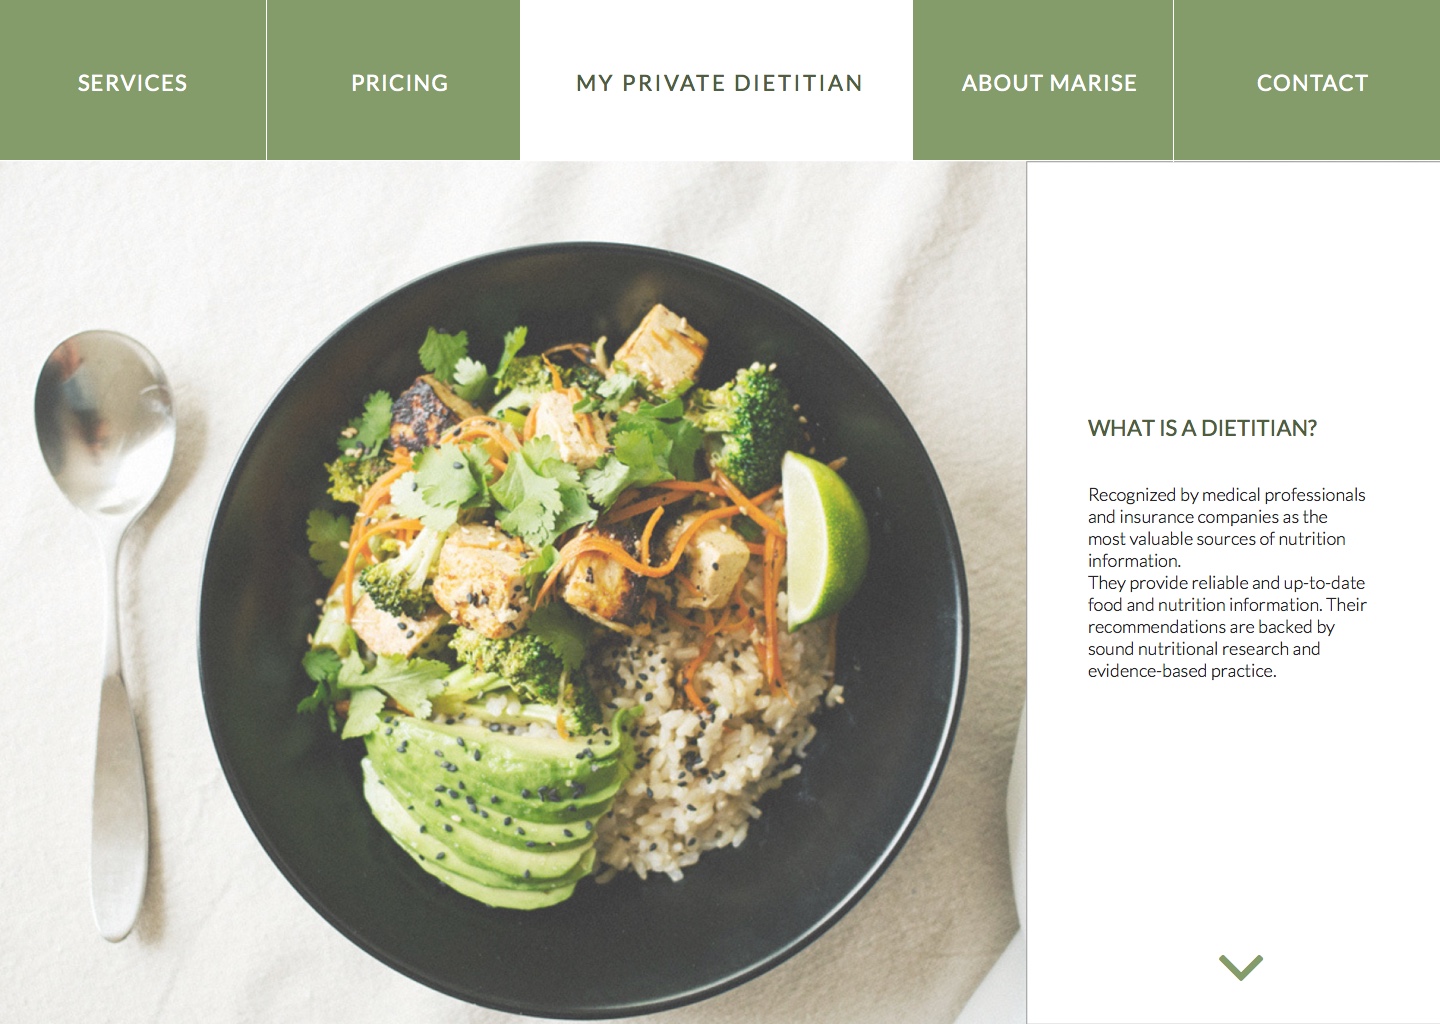 SERVICES
PRICING
MY PRIVATE DIETITIAN
ABOUT MARISE
CONTACT
WHAT IS A DIETITIAN?
Recognized by medical professionals
and insurance companies as the
most valuable sources of nutrition
information.
They provide reliable and up-to-date
food and nutrition information. Their
recommendations are backed by
sound nutritional research and
evidence-based practice.